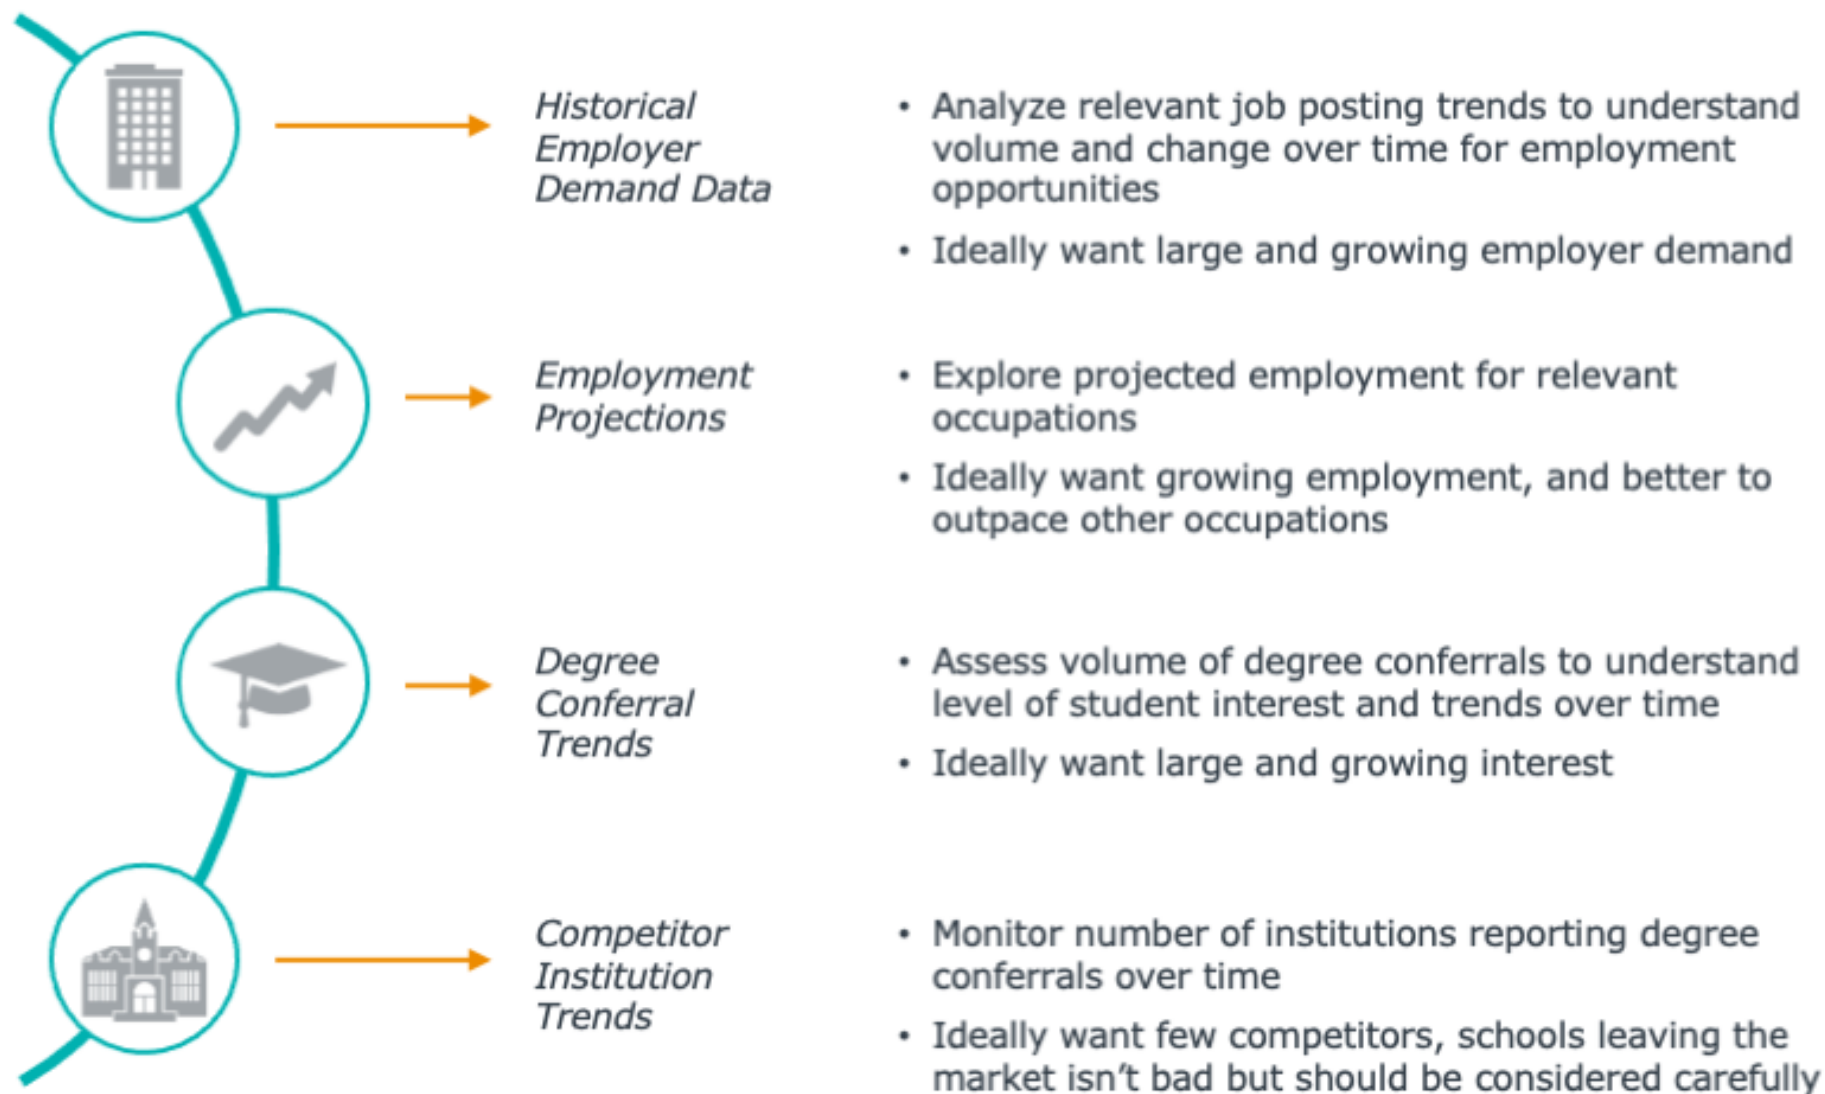 Historical
Employer
Demand Data
• Analyze relevant job posting trends to understand
volume and change over time for employment
opportunities
• Ideally want large and growing employer demand
Employment
Projections
• Explore projected employment for relevant
occupations
• Ideally want growing employment, and better to
outpace other occupations
Degree
Conferral
Trends
• Assess volume of degree conferrals to understand
level of student interest and trends over time
• Ideally want large and growing interest
Competitor
Institution
Trends
• Monitor number of institutions reporting degree
conferrals over time
• Ideally want few competitors, schools leaving the
market isn't bad but should be considered carefully